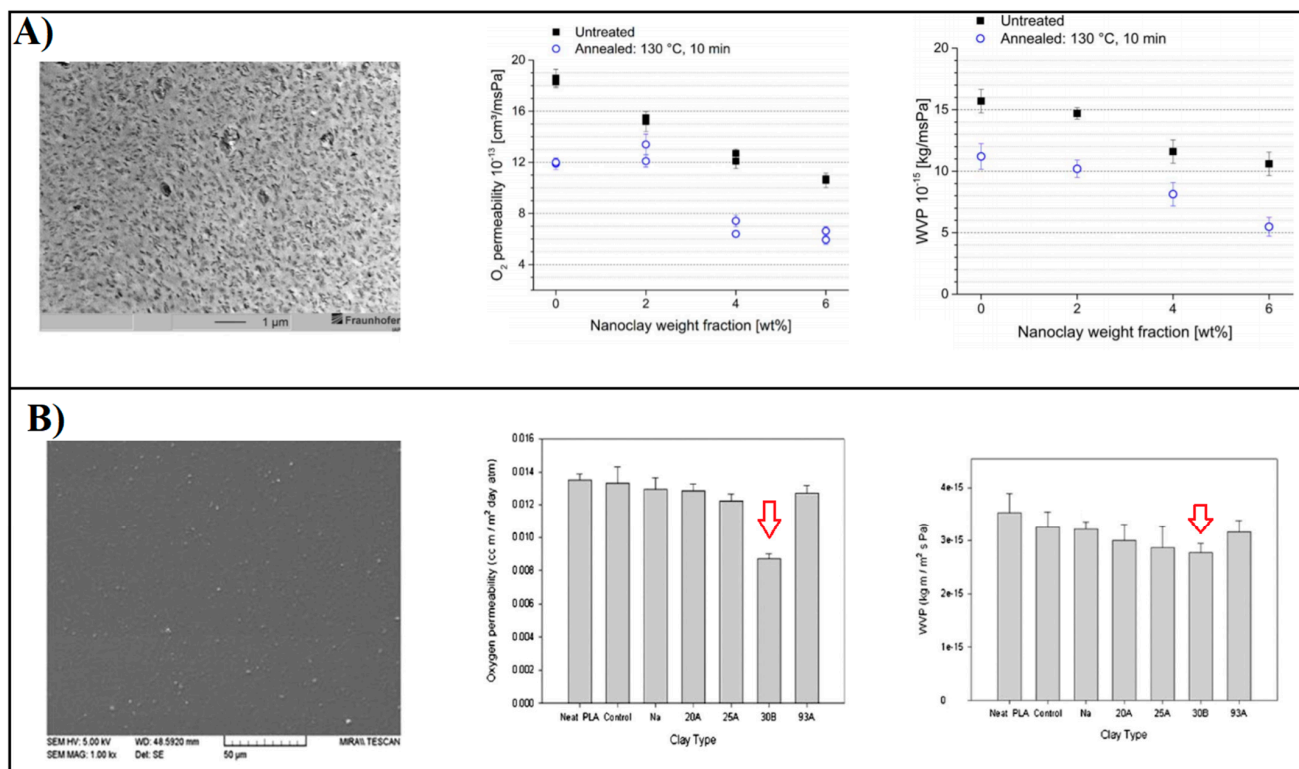 A)
1 µm
Fraunhofer
Untreated
Annealed: 130 °C, 10 min
O₂ permeability 10⁻¹³ [cm³/msPa]
20
16
12
8
4
0 2 4 6
Nanoclay weight fraction [wt%]
Untreated
Annealed: 130 °C, 10 min
WVP 10⁻¹⁵ [kg/msPa]
20
15
10
5
0
0 2 4 6
Nanoclay weight fraction [wt%]
B)
SEM HV: 5.00 kV WD: 48.5920 mm MIRA\\ TESCAN
SEM MAG: 1.00 kx Det: SE 50 µm
Oxygen permeability (cc m / m² day atm)
0.016
0.014
0.012
0.010
0.008
0.006
0.004
0.002
0.000
Neat PLA Control Na 20A 25A 30B 93A
Clay Type
WVP (kg m / m² s Pa)
4e-15
3e-15
2e-15
1e-15
0
Neat PLA Control Na 20A 25A 30B 93A
Clay Type